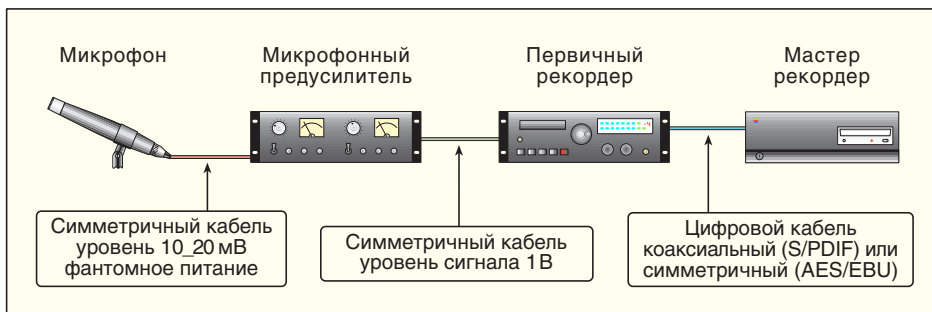 Микрофон
Микрофонный
предусилитель
Первичный
рекордер
Мастер
рекордер
Симметричный кабель
уровень 10_20 мВ
фантомное питание
Симметричный кабель
уровень сигнала 1 В
Цифровой кабель
коаксиальный (S/PDIF) или
симметричный (AES/EBU)